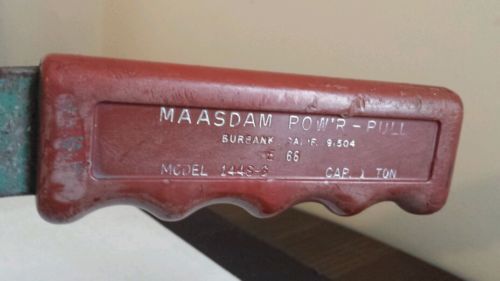 MAASDAM POW'R-PULL
BURBANK, CALIF. 91504
66
MODEL 144S-6 CAP. 1 TON